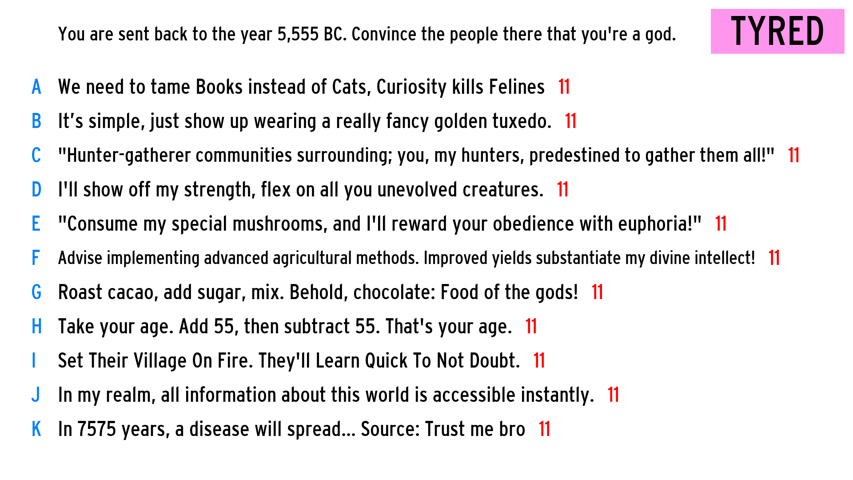 You are sent back to the year 5,555 BC. Convince the people there that you're a god.
TYRED
A We need to tame Books instead of Cats, Curiosity kills Felines 11
B It’s simple, just show up wearing a really fancy golden tuxedo. 11
C "Hunter-gatherer communities surrounding; you, my hunters, predestined to gather them all!" 11
D I'll show off my strength, flex on all you unevolved creatures. 11
E "Consume my special mushrooms, and I'll reward your obedience with euphoria!" 11
F Advise implementing advanced agricultural methods. Improved yields substantiate my divine intellect! 11
G Roast cacao, add sugar, mix. Behold, chocolate: Food of the gods! 11
H Take your age. Add 55, then subtract 55. That's your age. 11
I Set Their Village On Fire. They'll Learn Quick To Not Doubt. 11
J In my realm, all information about this world is accessible instantly. 11
K In 7575 years, a disease will spread... Source: Trust me bro 11